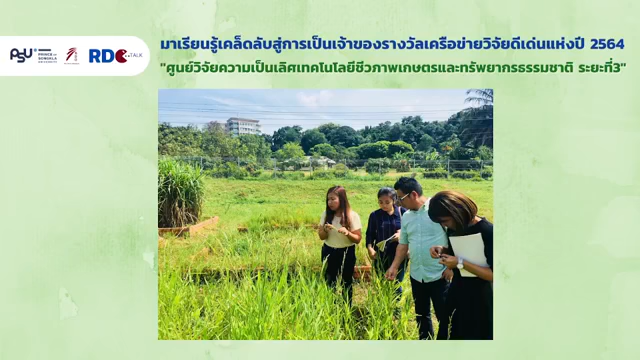 PSU
PRINCE OF
SONGKLA
UNIVERSITY
RDO TALK
มาเรียนรู้เคล็ดลับสู่การเป็นเจ้าของรางวัลเครือข่ายวิจัยดีเด่นแห่งปี 2564
"ศูนย์วิจัยความเป็นเลิศเทคโนโลยีชีวภาพเกษตรและทรัพยากรธรรมชาติ ระยะที่3"